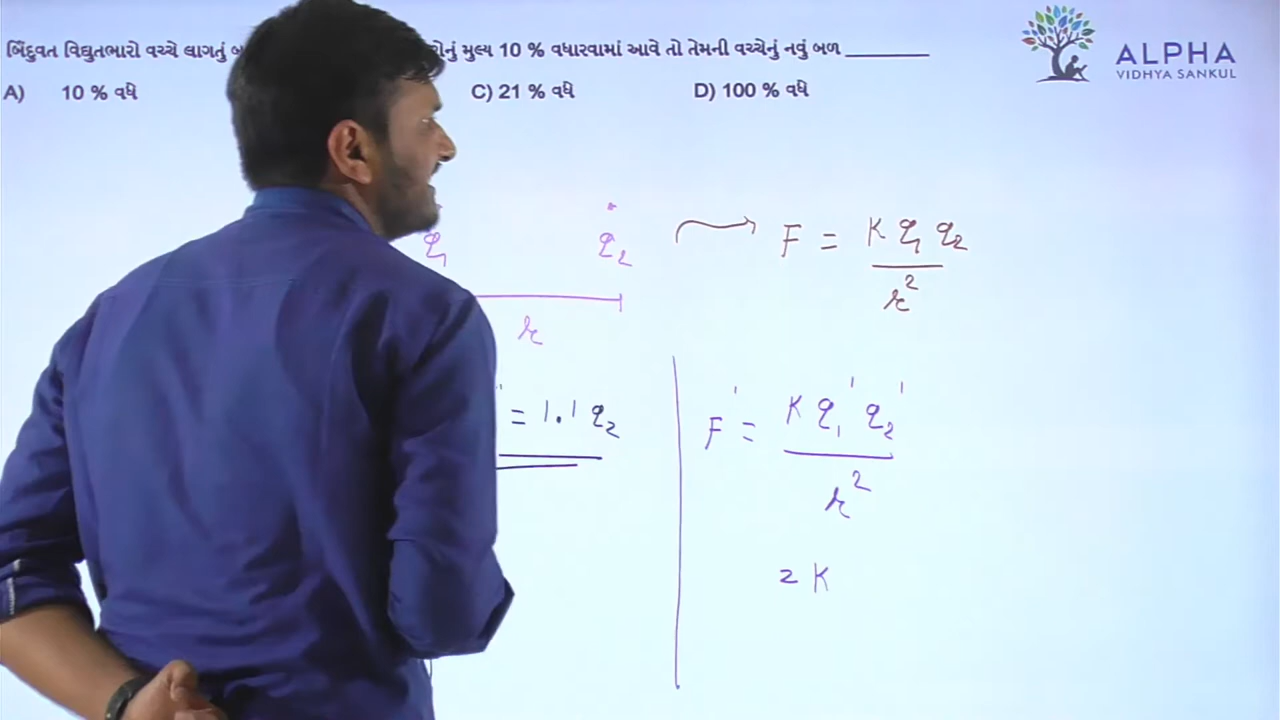 બિંદુવત વિદ્યુતભારો વચ્ચે લાગતું મુલ્ય 10 % વધારવામાં આવે તો તેમની વચ્ચેનું નવું બળ ________
A) 10 % વધે C) 21 % વધે D) 100 % વધે
ALPHA
VIDHYA SANKUL
q₁ q₂
F = K q₁ q₂ / r²
r
= 1.1 q₂
F' = K q₁' q₂' / r²
= K